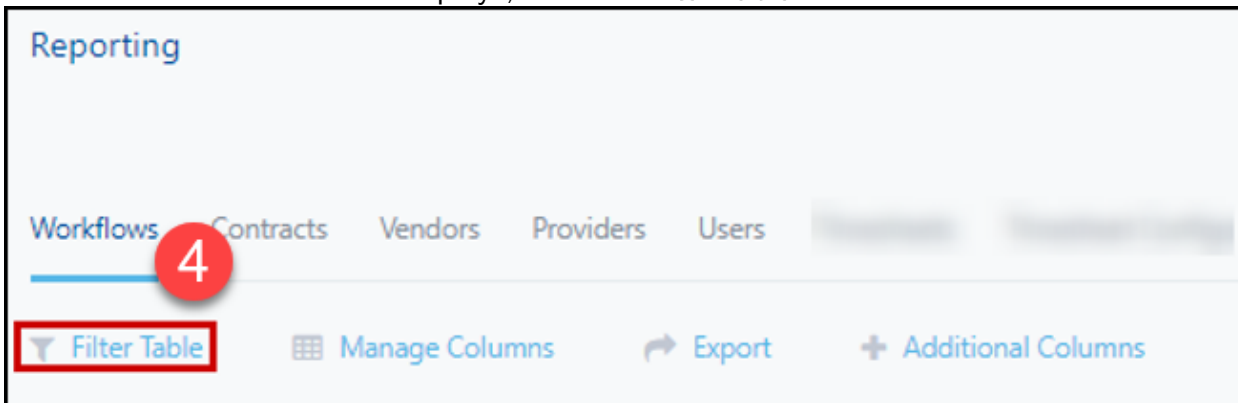 Reporting
Workflows Contracts Vendors Providers Users
4
Filter Table Manage Columns Export Additional Columns